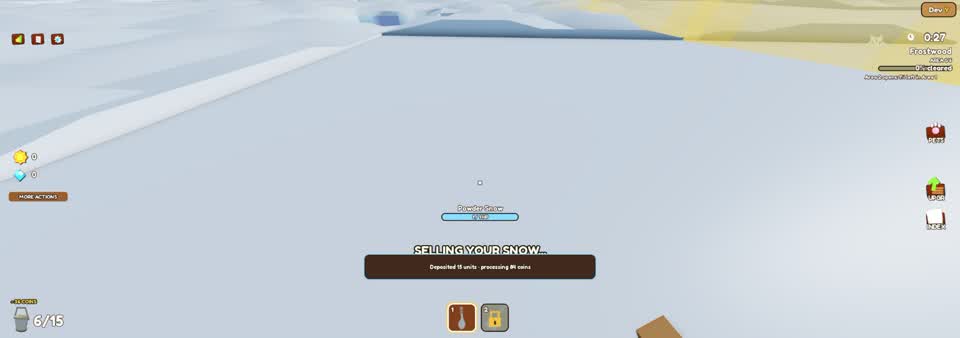 Dev
0:27
Frostwood
0% cleared
PETS
0
0
MORE ACTIONS
UPGR
INDEX
Powder Snow
SELLING YOUR SNOW...
Deposited 15 units · processing 84 coins
6/15
1
2